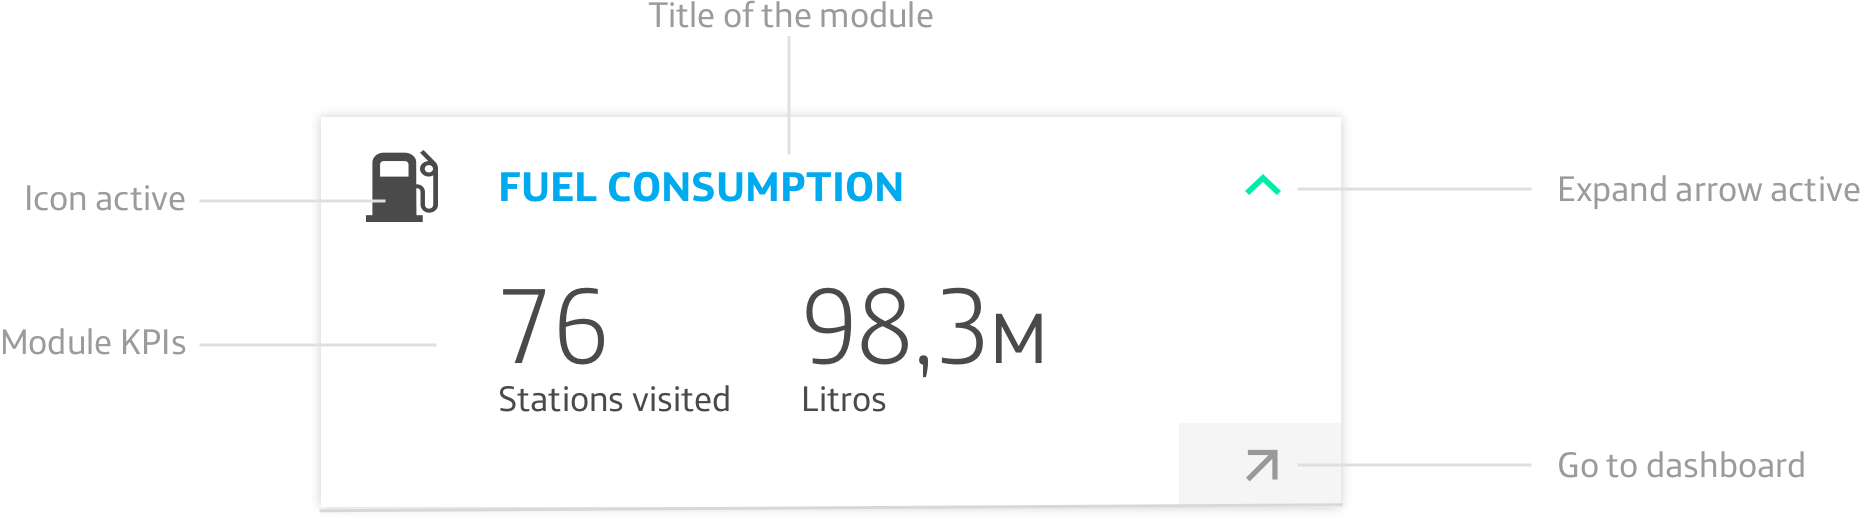 Title of the module
FUEL CONSUMPTION
Icon active
Expand arrow active
76
98,3M
Module KPIs
Stations visited
Litros
Go to dashboard